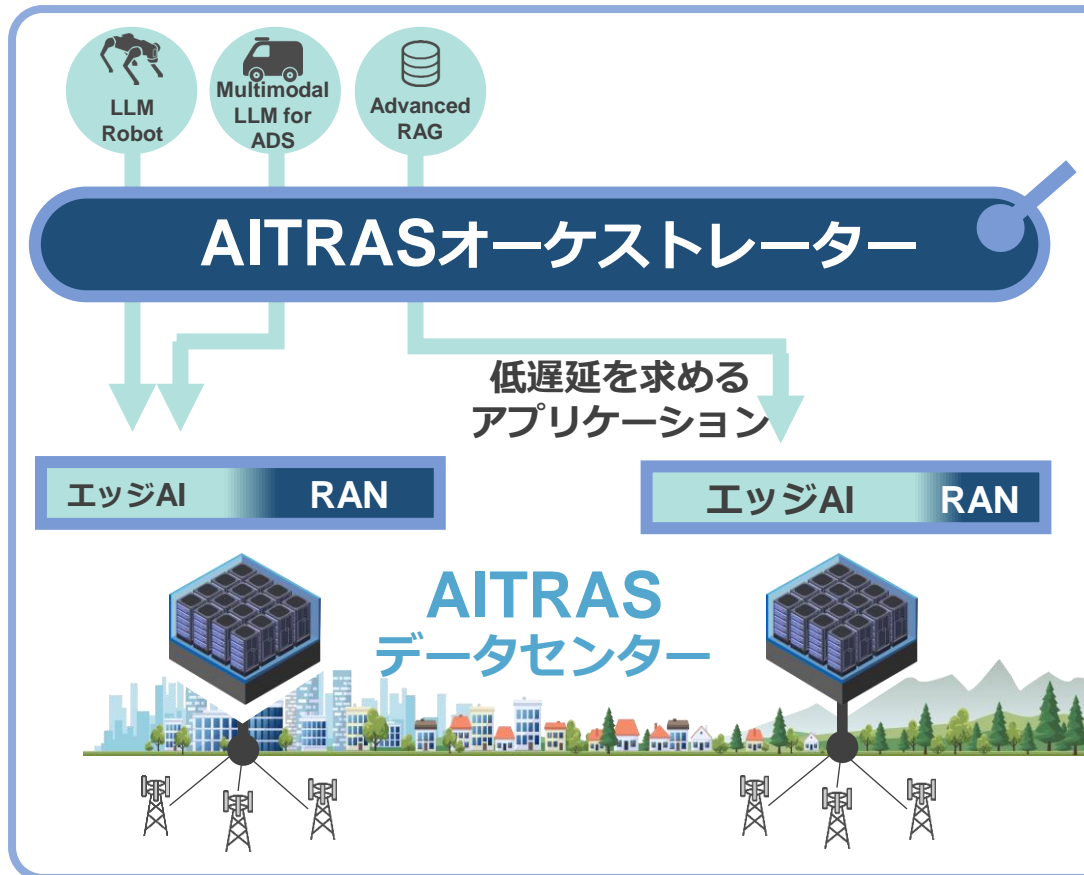 LLM
Robot
Multimodal
LLM for
ADS
Advanced
RAG
AITRASオーケストレーター
低遅延を求める
アプリケーション
エッジAI RAN
エッジAI RAN
AITRAS
データセンター